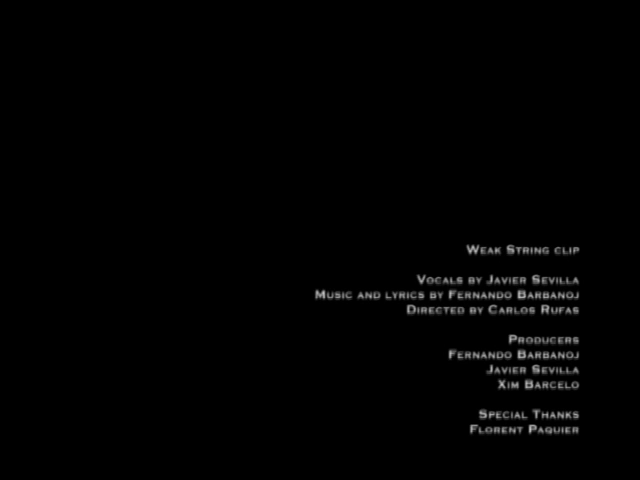 Weak String clip
Vocals by Javier Sevilla
Music and lyrics by Fernando Barbanoj
Directed by Carlos Rufas
Producers
Fernando Barbanoj
Javier Sevilla
Xim Barcelo
Special Thanks
Florent Paquier